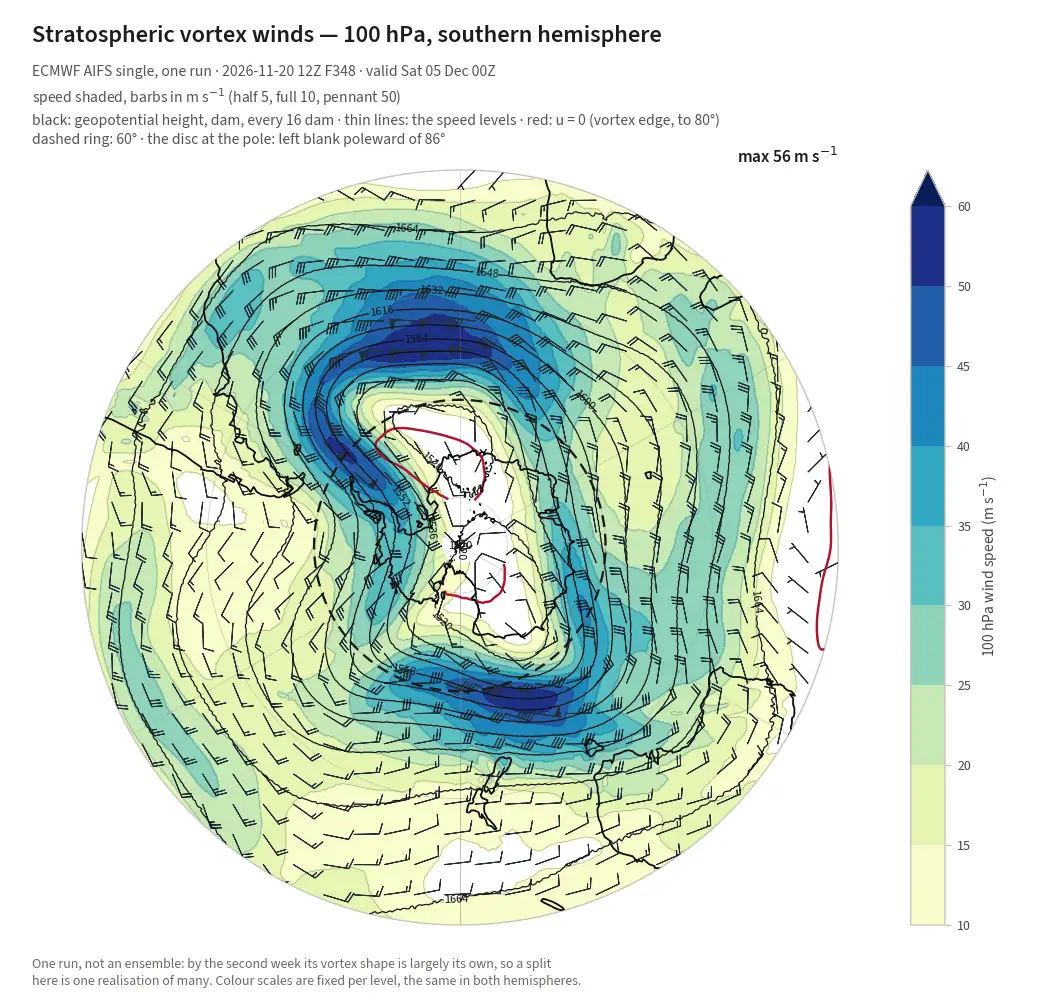 Stratospheric vortex winds — 100 hPa, southern hemisphere
ECMWF AIFS single, one run · 2026-11-20 12Z F348 · valid Sat 05 Dec 00Z
speed shaded, barbs in m s⁻¹ (half 5, full 10, pennant 50)
black: geopotential height, dam, every 16 dam · thin lines: the speed levels · red: u = 0 (vortex edge, to 80°)
dashed ring: 60° · the disc at the pole: left blank poleward of 86°
max 56 m s⁻¹
60
50
45
40
35
30
25
20
15
10
100 hPa wind speed (m s⁻¹)
1664
1648
1632
1616
1584
1600
1664
1520
1568
1664
One run, not an ensemble: by the second week its vortex shape is largely its own, so a split
here is one realisation of many. Colour scales are fixed per level, the same in both hemispheres.